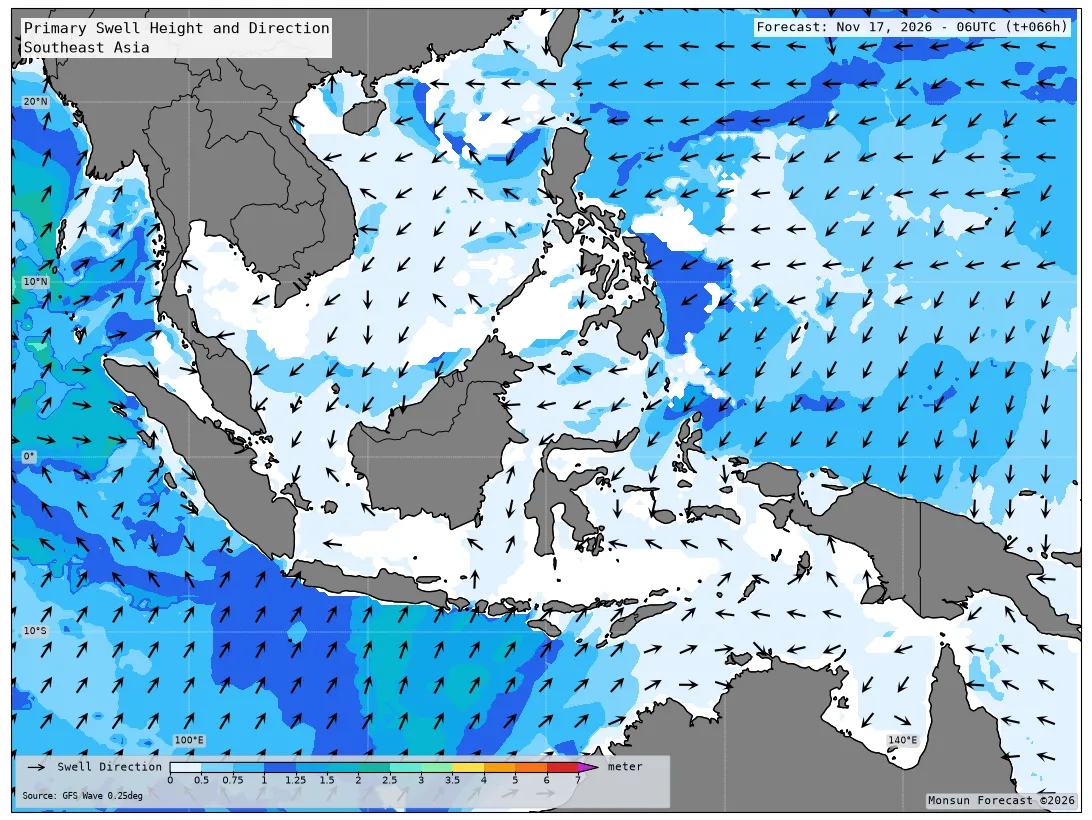 Primary Swell Height and Direction
Southeast Asia
Forecast: Nov 17, 2026 - 06UTC (t+066h)
20°N
10°N
0°
10°S
100°E
140°E
Swell Direction
0 0.5 0.75 1 1.25 1.5 2 2.5 3 3.5 4 5 6 7
meter
Source: GFS Wave 0.25deg
Monsun Forecast ©2026